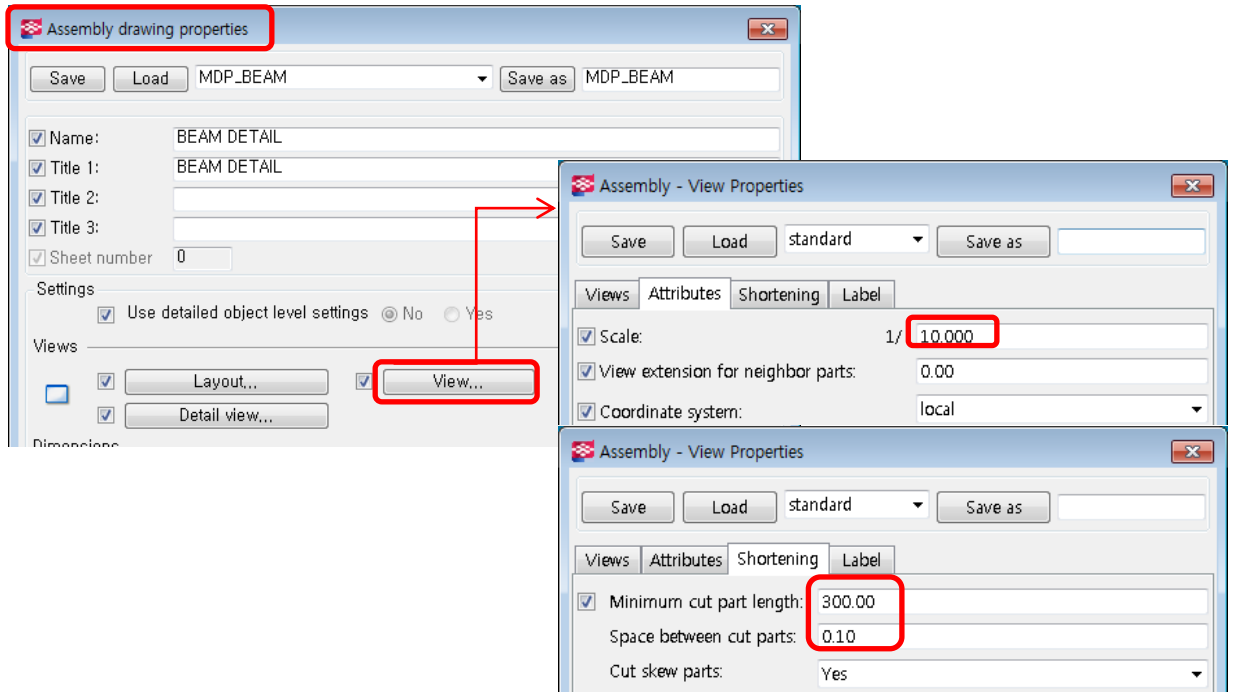 Assembly drawing properties
Save Load MDP_BEAM Save as MDP_BEAM
Name: BEAM DETAIL
Title 1: BEAM DETAIL
Title 2:
Title 3:
Sheet number 0
Settings
Use detailed object level settings No Yes
Views
Layout... View...
Detail view...
Dimensions
Assembly - View Properties
Save Load standard Save as
Views Attributes Shortening Label
Scale: 1/ 10.000
View extension for neighbor parts: 0.00
Coordinate system: local
Assembly - View Properties
Save Load standard Save as
Views Attributes Shortening Label
Minimum cut part length: 300.00
Space between cut parts: 0.10
Cut skew parts: Yes